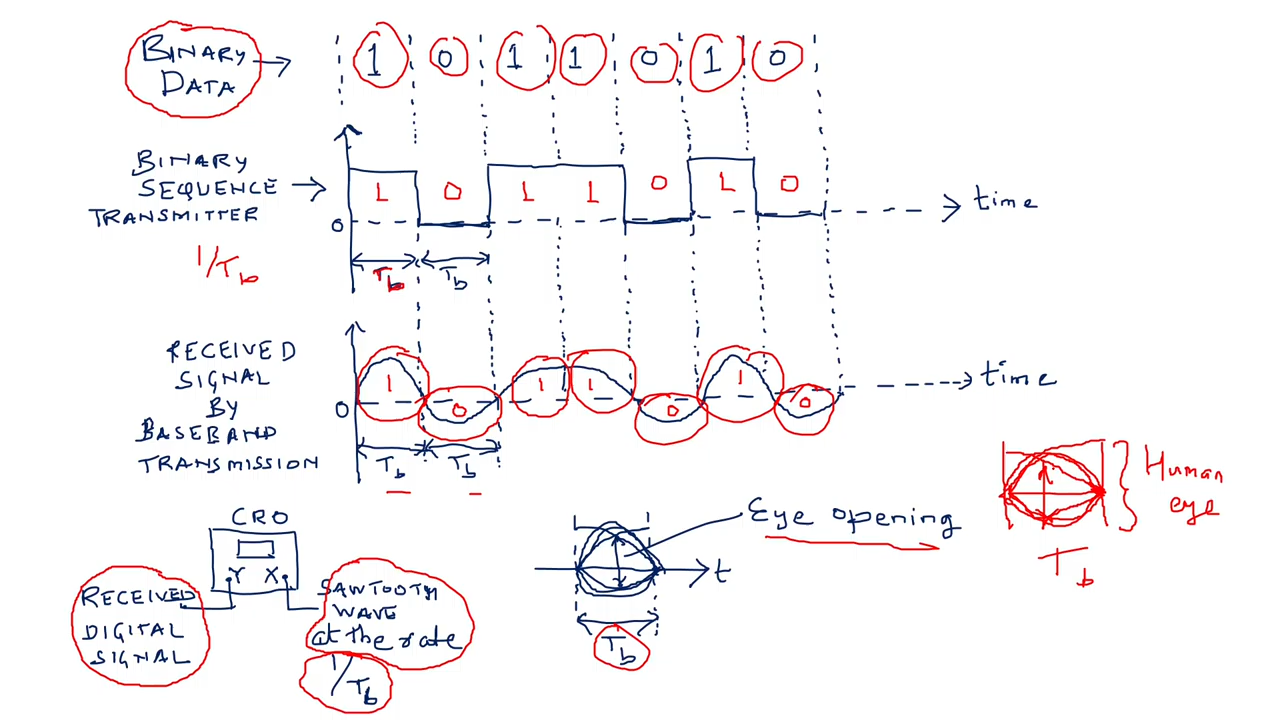 BINARY
DATA
1 0 1 1 0 1 0
BINARY
SEQUENCE
TRANSMITTER
1/Tb
1 0 1 1 0 1 0
0
time
Tb Tb
RECEIVED
SIGNAL
BY
BASEBAND
TRANSMISSION
1 0 1 1 0 1 0
0
time
Tb Tb
CRO
Y X
RECEIVED
DIGITAL
SIGNAL
SAWTOOTH
WAVE
at the rate
1/Tb
Eye opening
t
Tb
Human
eye
Tb